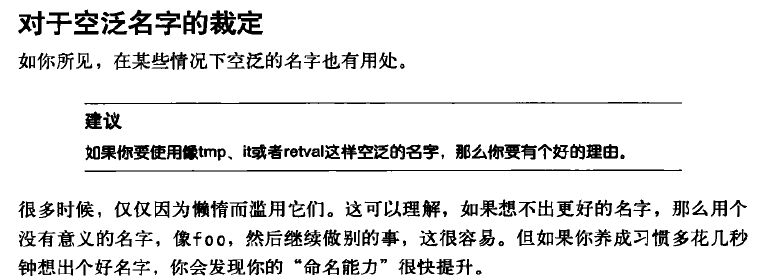 对于空泛名字的裁定
如你所见，在某些情况下空泛的名字也有用处。
建议
如果你要使用像tmp、it或者retval这样空泛的名字，那么你要有个好的理由。
很多时候，仅仅因为懒惰而滥用它们。这可以理解，如果想不出更好的名字，那么用个
没有意义的名字，像foo，然后继续做别的事，这很容易。但如果你养成习惯多花几秒
钟想出个好名字，你会发现你的“命名能力”很快提升。